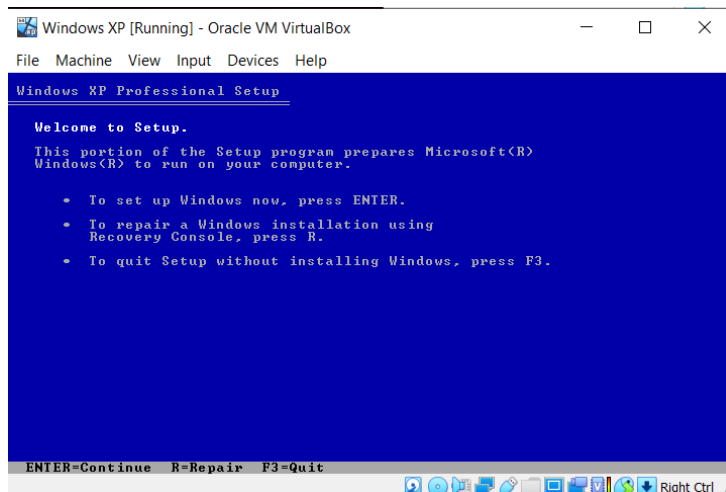 Windows XP [Running] - Oracle VM VirtualBox
File Machine View Input Devices Help
Windows XP Professional Setup
Welcome to Setup.
This portion of the Setup program prepares Microsoft(R)
Windows(R) to run on your computer.
• To set up Windows now, press ENTER.
• To repair a Windows installation using
Recovery Console, press R.
• To quit Setup without installing Windows, press F3.
ENTER=Continue R=Repair F3=Quit
Right Ctrl